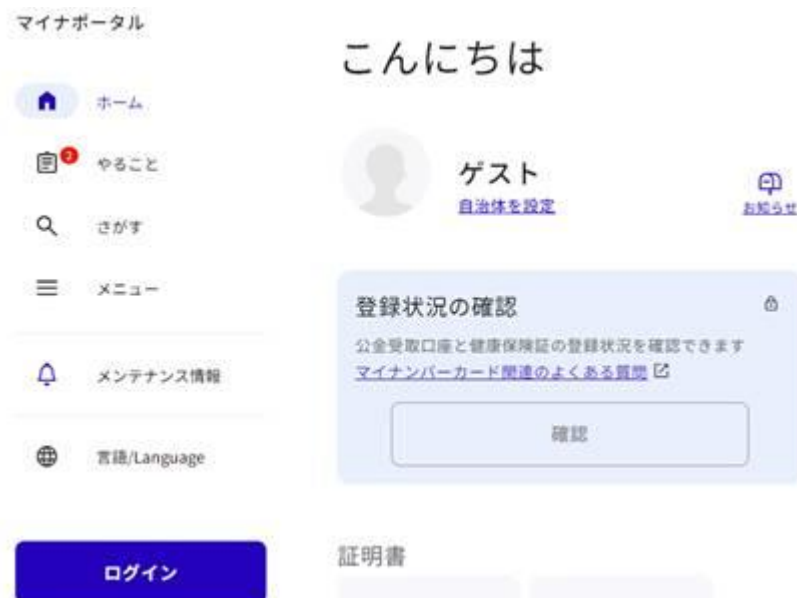 マイナポータル
ホーム
2
やること
さがす
メニュー
メンテナンス情報
言語/Language
ログイン
こんにちは
ゲスト
自治体を設定
お知らせ
登録状況の確認
公金受取口座と健康保険証の登録状況を確認できます
マイナンバーカード関連のよくある質問
確認
証明書